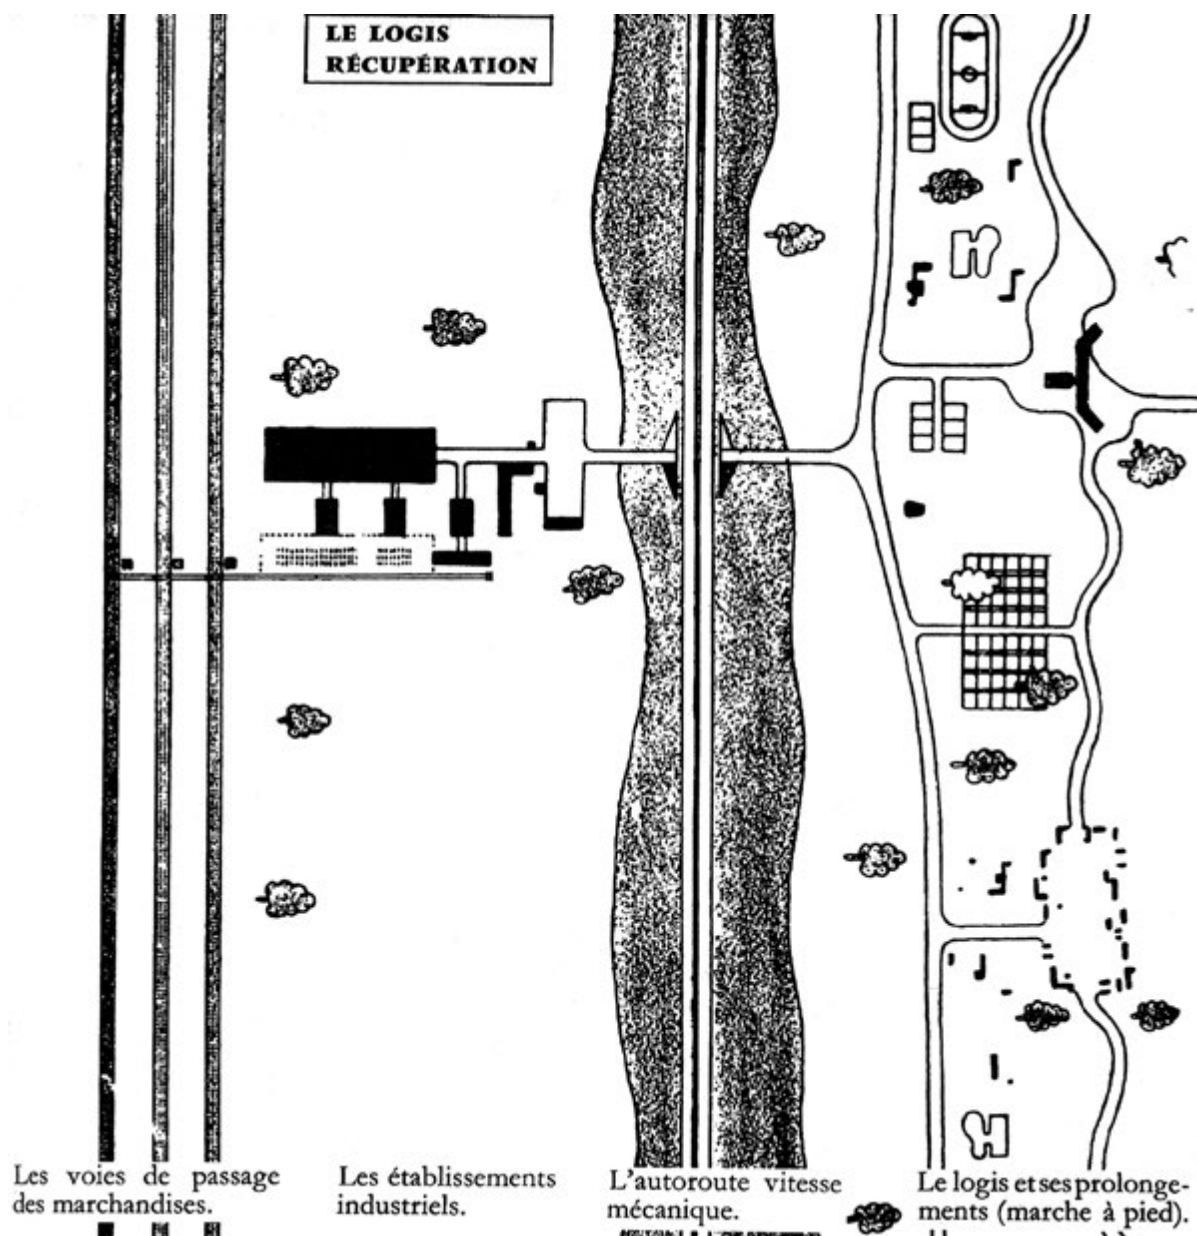 LE LOGIS
RÉCUPÉRATION
Les voies de passage
des marchandises.
Les établissements
industriels.
L'autoroute vitesse
mécanique.
Le logis et ses prolonge-
ments (marche à pied).